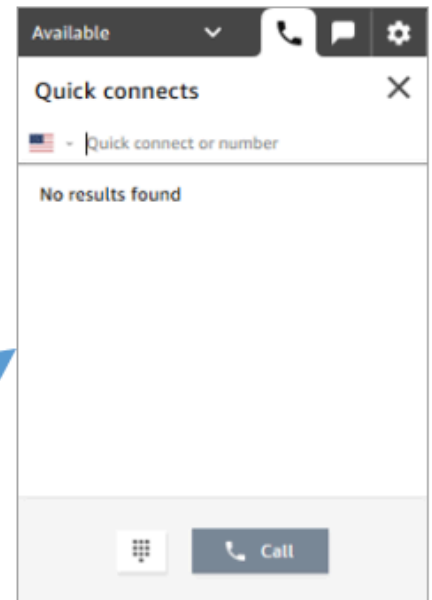 Available
Quick connects
Quick connect or number
No results found
Call